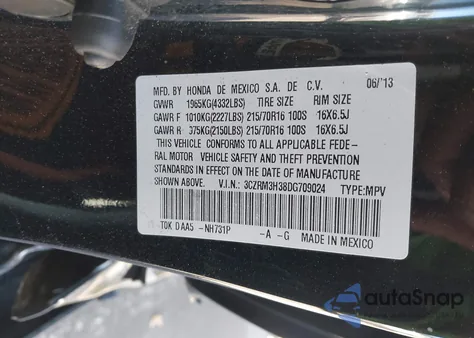 MFD. BY HONDA DE MEXICO S.A. DE C.V. 06/'13
GVWR 1965KG(4332LBS) TIRE SIZE RIM SIZE
GAWR F 1010KG(2227LBS) 215/70R16 100S 16X6.5J
GAWR R 375KG(2150LBS) 215/70R16 100S 16X6.5J
THIS VEHICLE CONFORMS TO ALL APPLICABLE FEDE-
RAL MOTOR VEHICLE SAFETY AND THEFT PREVENTION
STANDARDS IN EFFECT ON THE DATE OF MANUFACTURE
SHOWN ABOVE. V.I.N.: 3CZRM3H38DG709024 TYPE:MPV
T0K 0 AA5 -NH731P -A -G MADE IN MEXICO
autoSnap